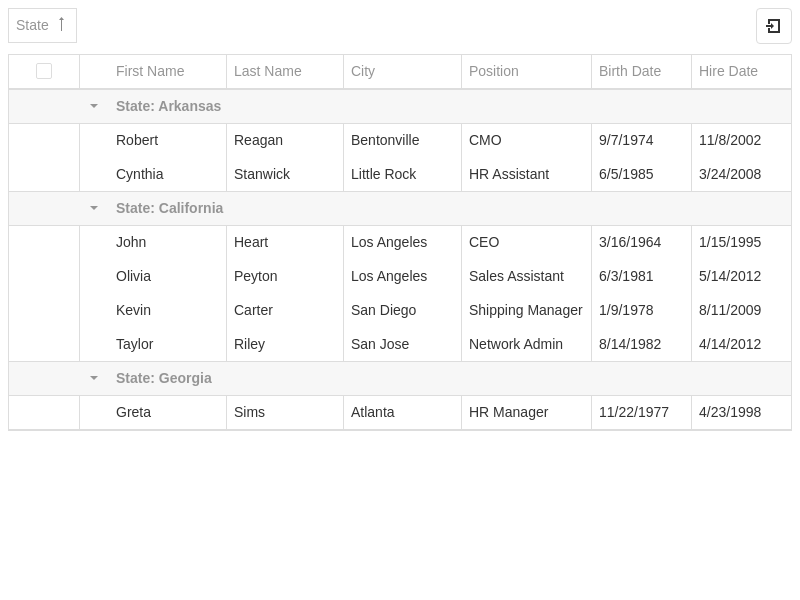 State
First Name Last Name City Position Birth Date Hire Date
State: Arkansas
Robert Reagan Bentonville CMO 9/7/1974 11/8/2002
Cynthia Stanwick Little Rock HR Assistant 6/5/1985 3/24/2008
State: California
John Heart Los Angeles CEO 3/16/1964 1/15/1995
Olivia Peyton Los Angeles Sales Assistant 6/3/1981 5/14/2012
Kevin Carter San Diego Shipping Manager 1/9/1978 8/11/2009
Taylor Riley San Jose Network Admin 8/14/1982 4/14/2012
State: Georgia
Greta Sims Atlanta HR Manager 11/22/1977 4/23/1998